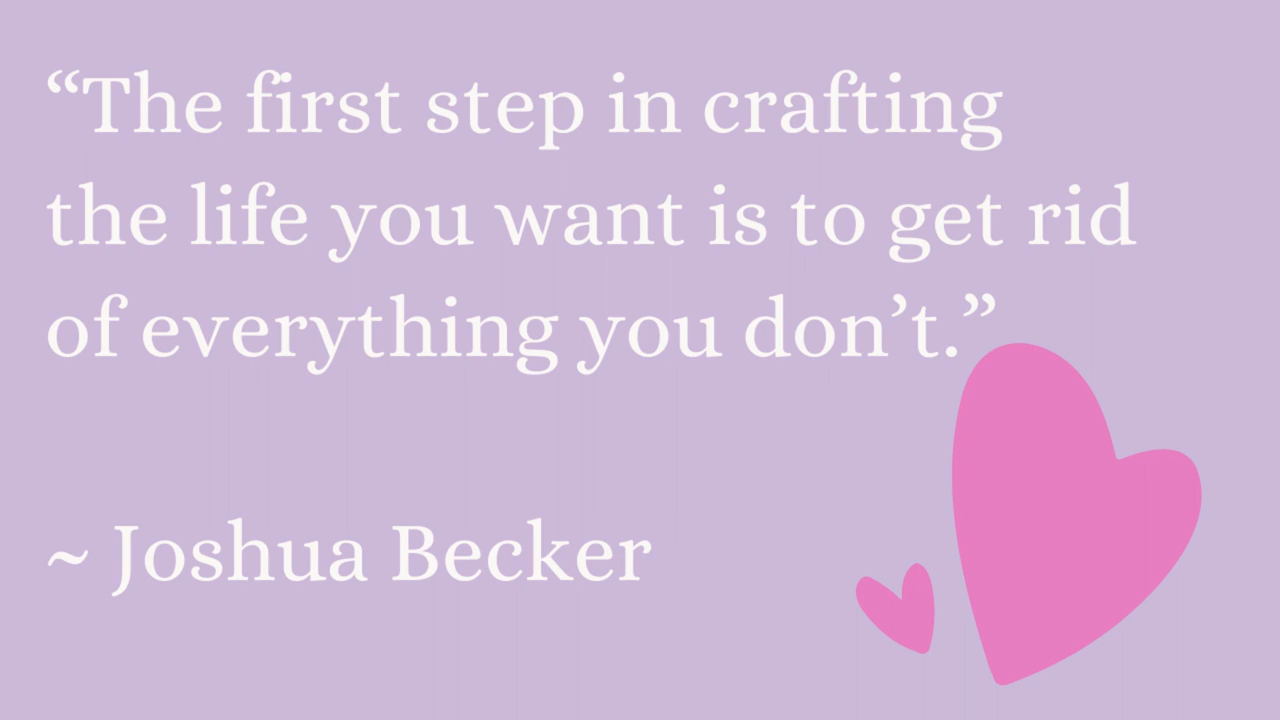 “The first step in crafting
the life you want is to get rid
of everything you don’t.”
~ Joshua Becker